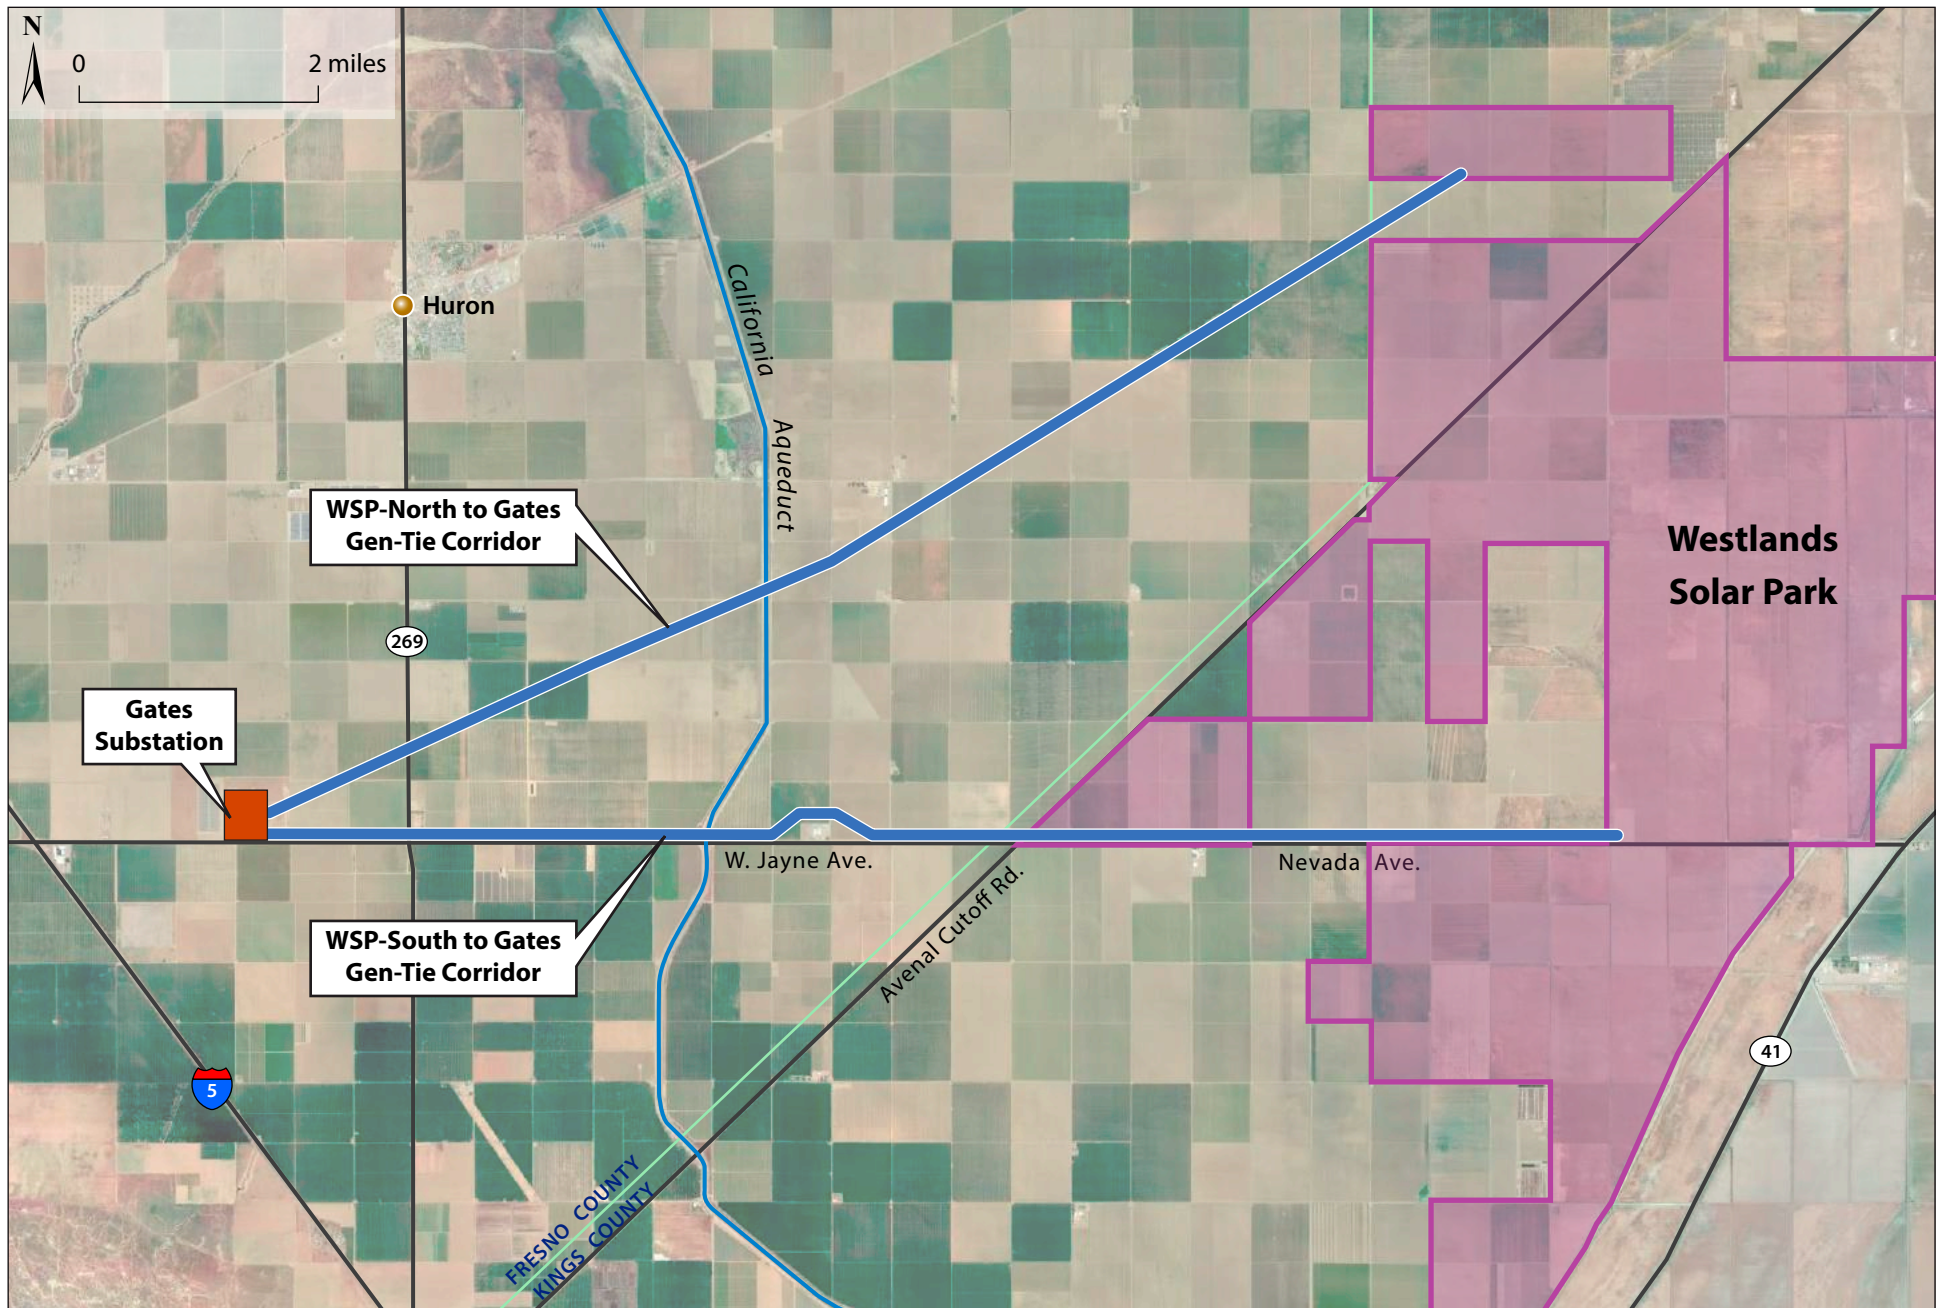 N
0 2 miles
California
Aqueduct
Huron
WSP-North to Gates
Gen-Tie Corridor
Westlands
Solar Park
269
Gates
Substation
W. Jayne Ave.
Nevada Ave.
Avenal Cutoff Rd.
WSP-South to Gates
Gen-Tie Corridor
41
5
FRESNO COUNTY
KINGS COUNTY